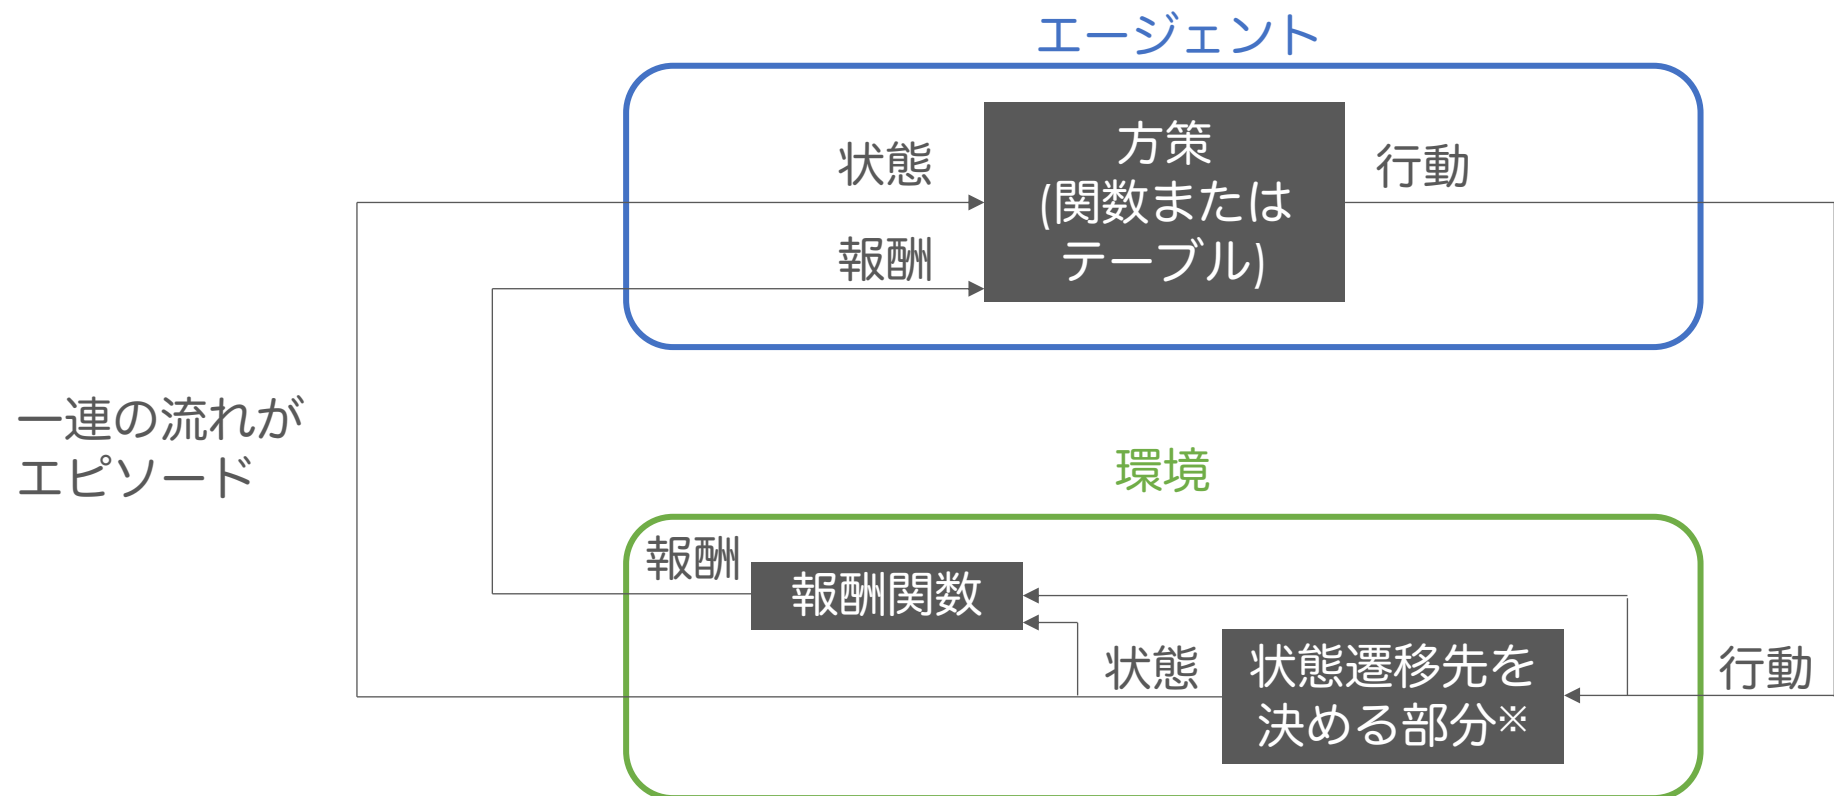 エージェント
状態
方策
(関数または
テーブル)
行動
報酬
一連の流れが
エピソード
環境
報酬
報酬関数
状態
状態遷移先を
決める部分※
行動